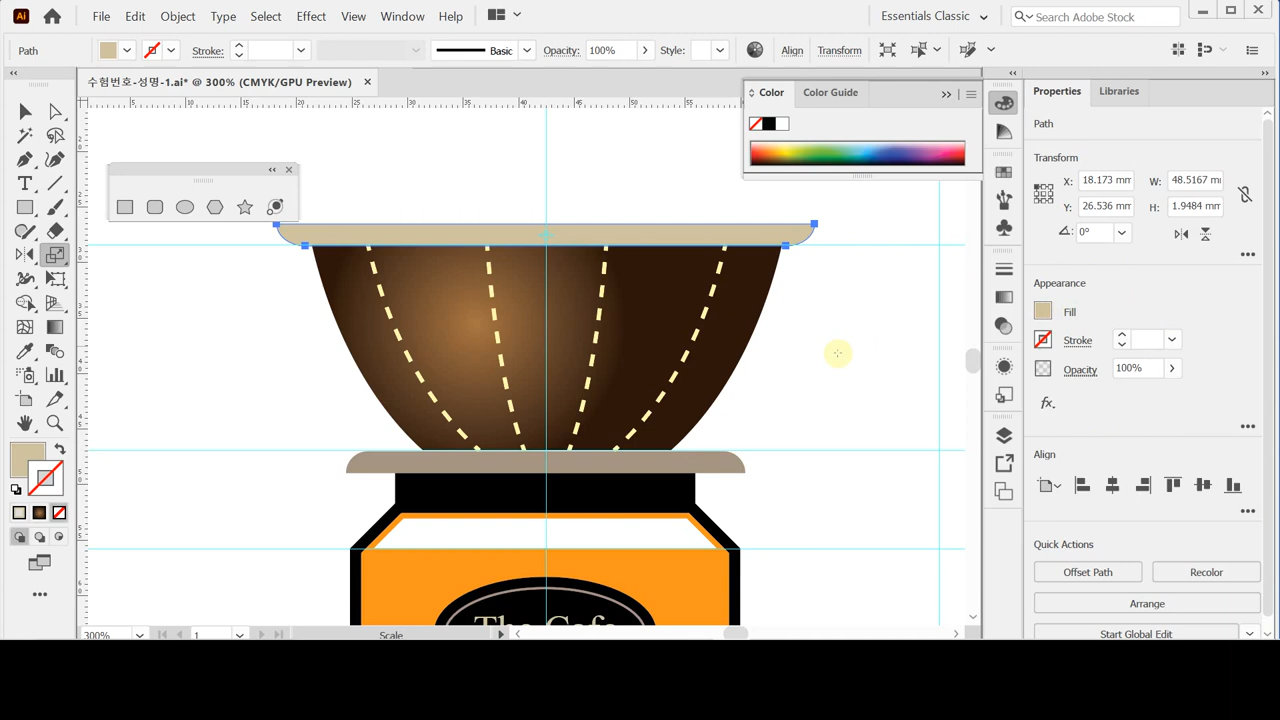 Ai File Edit Object Type Select Effect View Window Help Essentials Classic Search Adobe Stock
Path Stroke: Basic Opacity: 100% Style: Align Transform
수험번호-성명-1.ai* @ 300% (CMYK/GPU Preview)
Color Color Guide
Properties Libraries
Path
Transform
X: 18.173 mm W: 48.5167 m
Y: 26.536 mm H: 1.9484 mm
0°
Appearance
Fill
Stroke
Opacity 100%
fx.
Align
Quick Actions
Offset Path Recolor
Arrange
Start Global Edit
The Cafe
300% 1 Scale